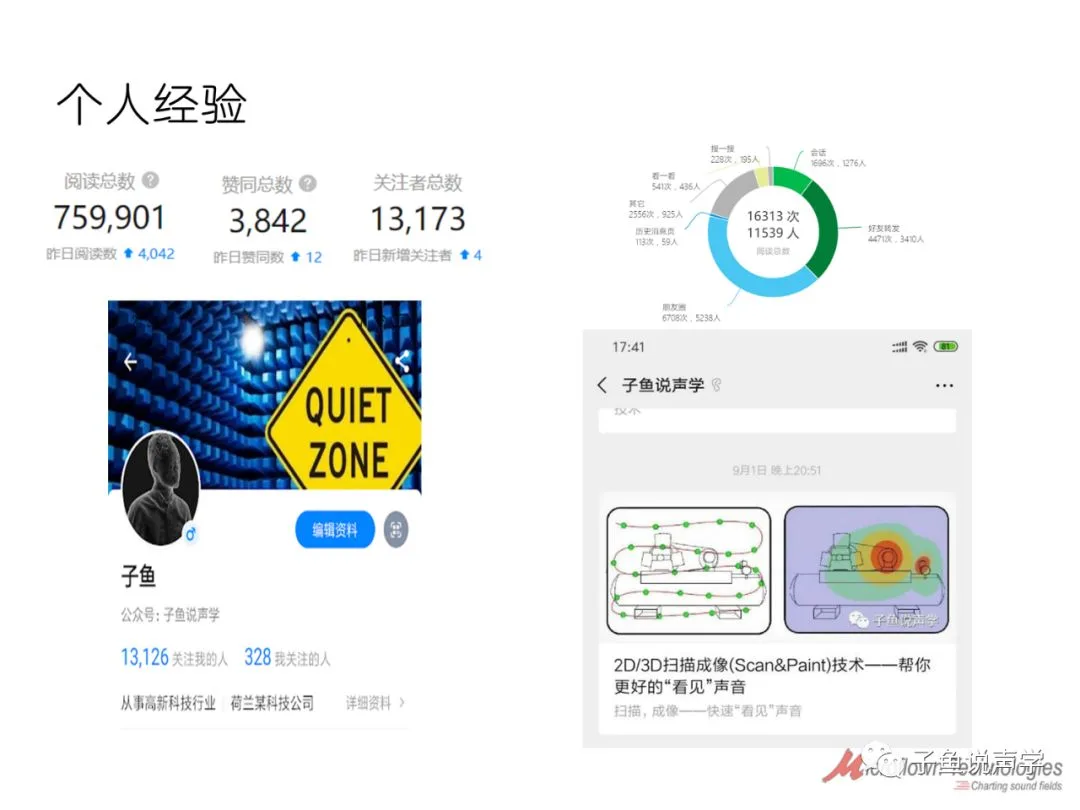 个人经验
阅读总数
759,901
昨日阅读数 4,042
赞同总数
3,842
昨日赞同数 12
关注者总数
13,173
昨日新增关注者 4
搜一搜
228次，195人
会话
1696次，1276人
看一看
541次，436人
其它
2556次，925人
历史消息页
113次，59人
好友转发
4471次，3410人
朋友圈
6708次，5238人
16313 次
11539 人
阅读总数
QUIET
ZONE
编辑资料
子鱼
公众号：子鱼说声学
13,126 关注我的人 328 我关注的人
从事高新科技行业 荷兰某科技公司 详细资料
17:41
81
子鱼说声学
技术
9月1日 晚上20:51
子鱼说声学
2D/3D扫描成像(Scan&Paint)技术——帮你
更好的“看见”声音
扫描，成像——快速“看见”声音
子鱼说声学
Technologies
Charting sound fields